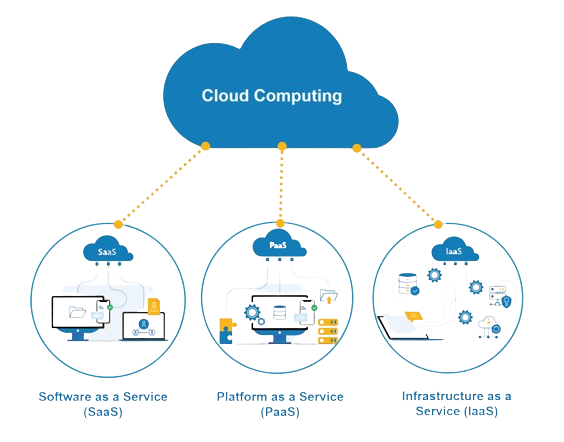 Cloud Computing
SaaS
PaaS
IaaS
Software as a Service
(SaaS)
Platform as a Service
(PaaS)
Infrastructure as a
Service (IaaS)